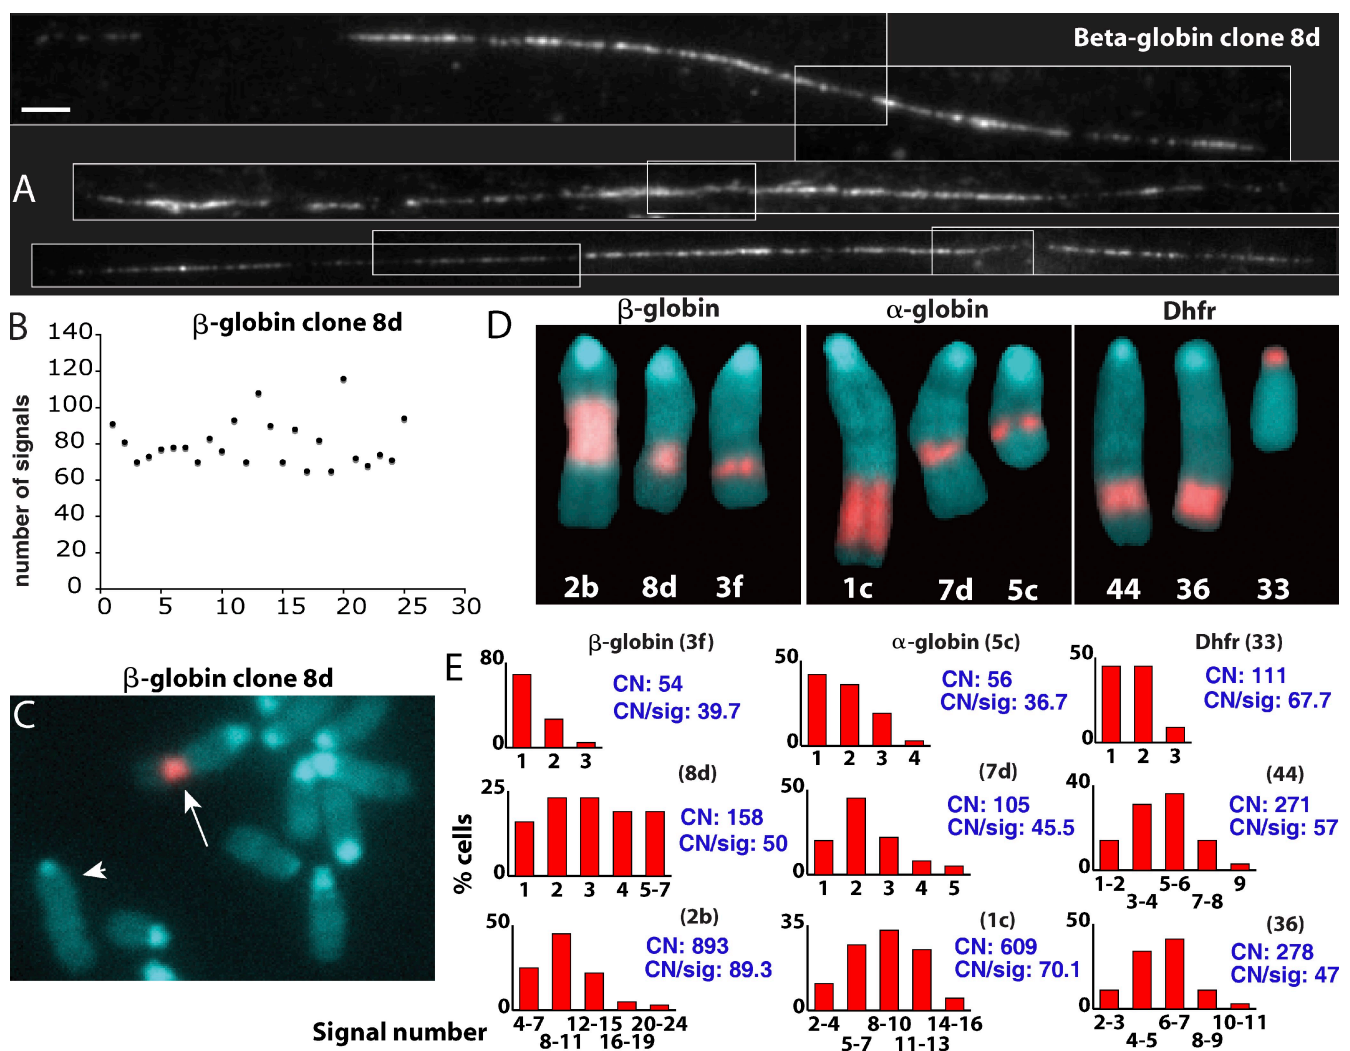 Beta-globin clone 8d
A
B
β-globin clone 8d
number of signals
140
120
100
80
60
40
20
0
0 5 10 15 20 25 30
β-globin clone 8d
C
D
β-globin α-globin Dhfr
2b 8d 3f 1c 7d 5c 44 36 33
E
% cells
β-globin (3f)
80
0
CN: 54
CN/sig: 39.7
1 2 3
α-globin (5c)
50
0
CN: 56
CN/sig: 36.7
1 2 3 4
Dhfr (33)
50
0
CN: 111
CN/sig: 67.7
1 2 3
(8d)
25
0
CN: 158
CN/sig: 50
1 2 3 4 5-7
(7d)
50
0
CN: 105
CN/sig: 45.5
1 2 3 4 5
(44)
40
0
CN: 271
CN/sig: 57
1-2 3-4 5-6 7-8 9
(2b)
50
0
CN: 893
CN/sig: 89.3
4-7 8-11 12-15 16-19 20-24
(1c)
35
0
CN: 609
CN/sig: 70.1
2-4 5-7 8-10 11-13 14-16
(36)
50
0
CN: 278
CN/sig: 47
2-3 4-5 6-7 8-9 10-11
Signal number